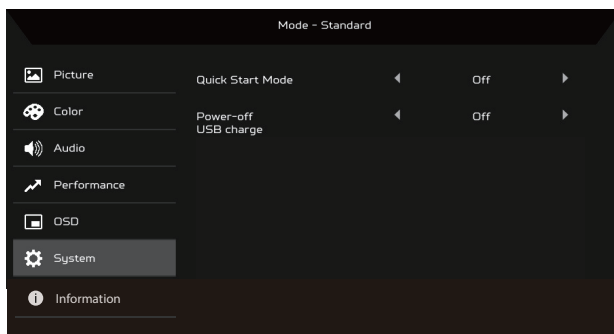 Mode - Standard
Picture
Color
Audio
Performance
OSD
System
Information
Quick Start Mode
Off
Power-off
USB charge
Off